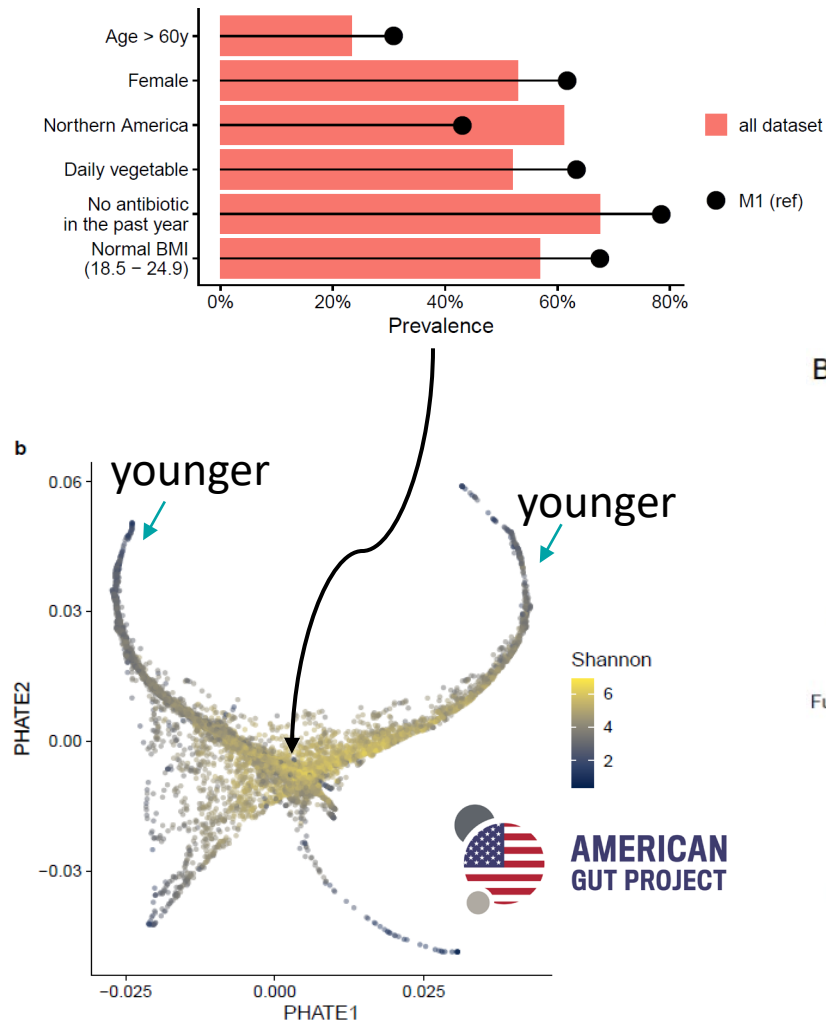 Age > 60y
Female
Northern America
Daily vegetable
No antibiotic
in the past year
Normal BMI
(18.5 − 24.9)
0%
20%
40%
60%
80%
Prevalence
all dataset
M1 (ref)
B
b
younger
younger
0.06
0.03
0.00
−0.03
PHATE2
−0.025
0.000
0.025
PHATE1
Shannon
6
4
2
Fu
AMERICAN
GUT PROJECT